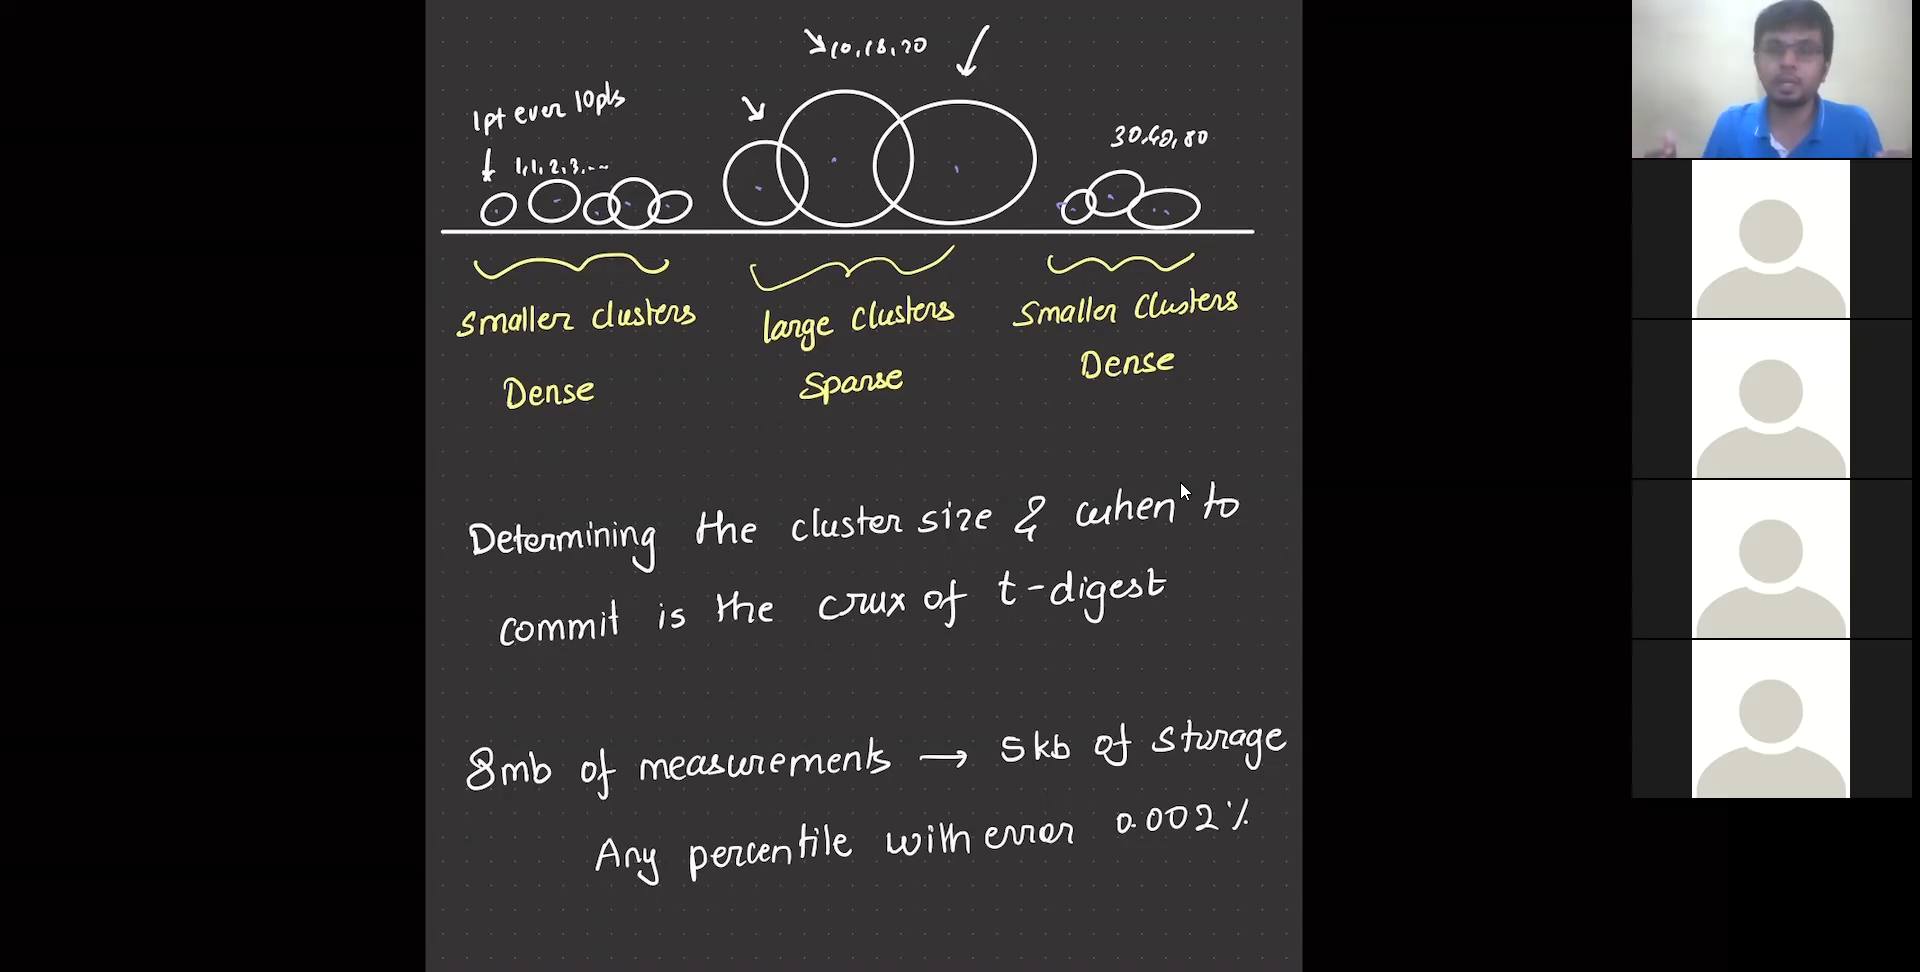 10, 18, 20
1pt ever 10pts
1, 1, 2, 3, ...
30, 40, 80
Smaller clusters
Dense
large clusters
Sparse
Smaller Clusters
Dense
Determining the cluster size & when to
commit is the crux of t-digest
8mb of measurements → 5kb of storage
Any percentile with error 0.002%